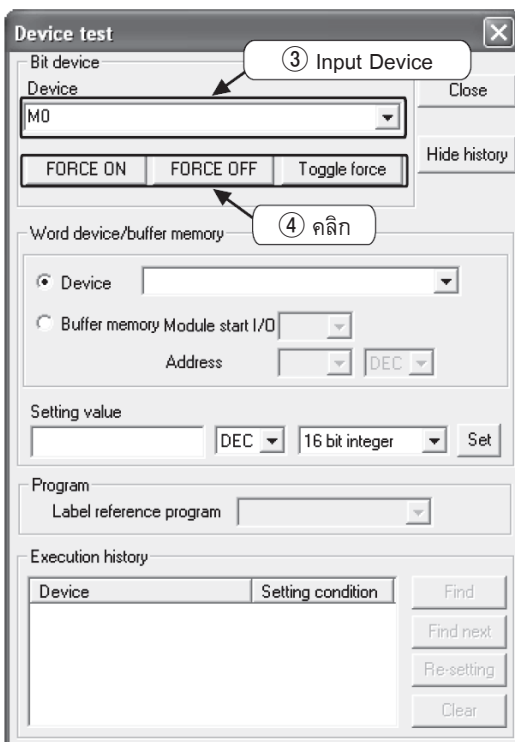 Device test
Bit device
③ Input Device
Device
Close
M0
FORCE ON FORCE OFF Toggle force
Hide history
④ คลิก
Word device/buffer memory
Device
Buffer memory Module start I/O
Address DEC
Setting value
DEC 16 bit integer Set
Program
Label reference program
Execution history
Device Setting condition
Find
Find next
Re-setting
Clear